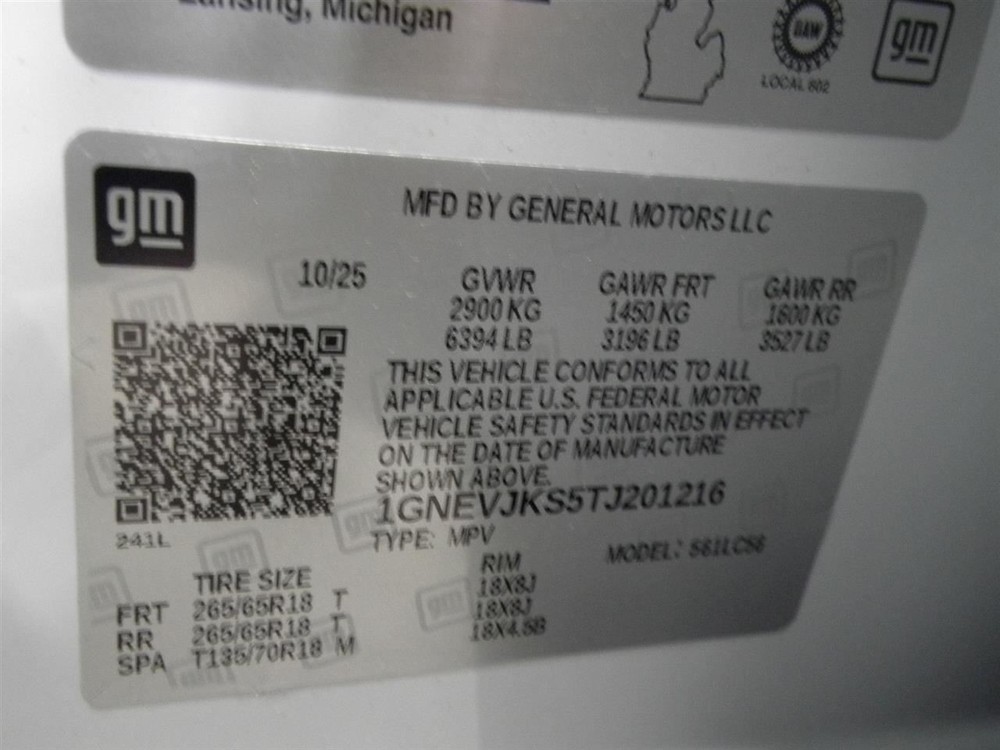 Lansing, Michigan
UAW
LOCAL 602
gm
gm
MFD BY GENERAL MOTORS LLC
10/25
GVWR GAWR FRT GAWR RR
2900 KG 1450 KG 1600 KG
6394 LB 3196 LB 3527 LB
THIS VEHICLE CONFORMS TO ALL
APPLICABLE U.S. FEDERAL MOTOR
VEHICLE SAFETY STANDARDS IN EFFECT
ON THE DATE OF MANUFACTURE
SHOWN ABOVE.
1GNEVJKS5TJ201216
241L
TYPE: MPV MODEL:
TIRE SIZE RIM
FRT 265/65R18 T 18X8J
RR 265/65R18 T 18X8J
SPA T135/70R18 M 18X4.5B